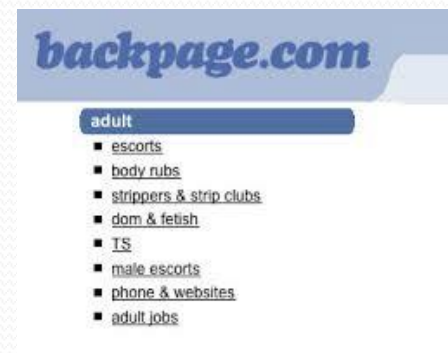 backpage.com
adult
escorts
body rubs
strippers & strip clubs
dom & fetish
TS
male escorts
phone & websites
adult jobs